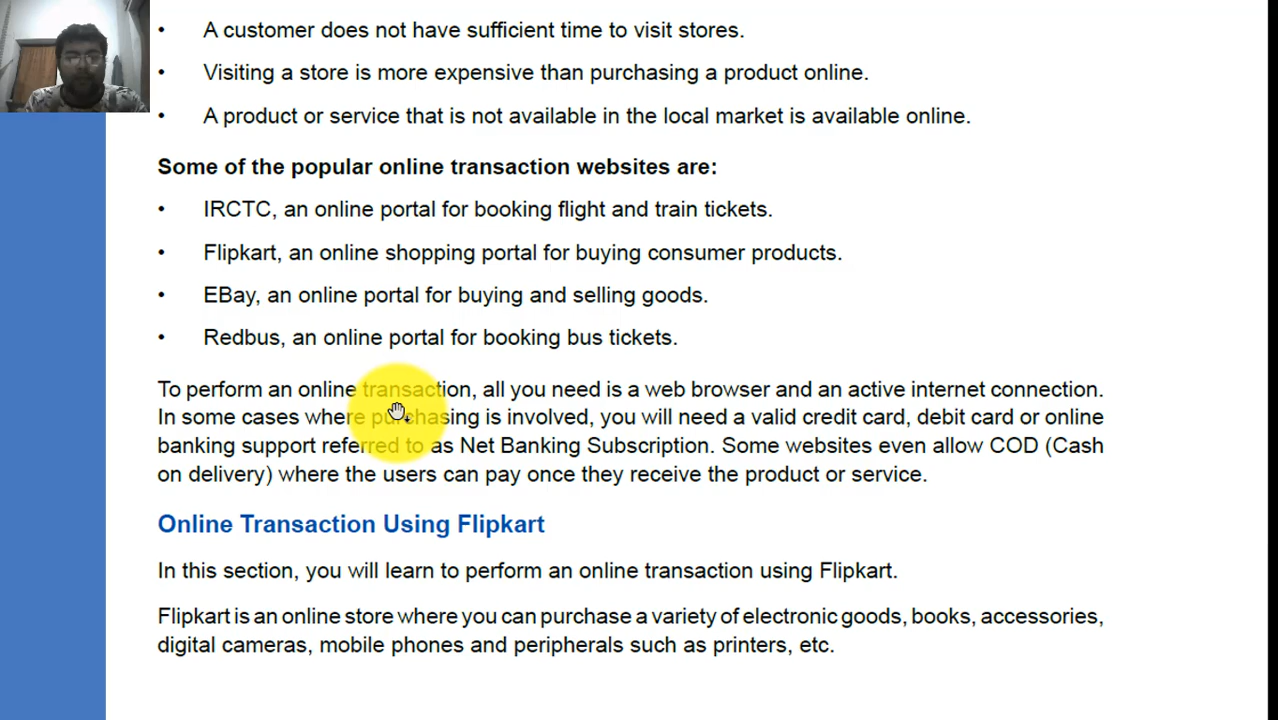 • A customer does not have sufficient time to visit stores.
• Visiting a store is more expensive than purchasing a product online.
• A product or service that is not available in the local market is available online.
Some of the popular online transaction websites are:
• IRCTC, an online portal for booking flight and train tickets.
• Flipkart, an online shopping portal for buying consumer products.
• EBay, an online portal for buying and selling goods.
• Redbus, an online portal for booking bus tickets.
To perform an online transaction, all you need is a web browser and an active internet connection.
In some cases where purchasing is involved, you will need a valid credit card, debit card or online
banking support referred to as Net Banking Subscription. Some websites even allow COD (Cash
on delivery) where the users can pay once they receive the product or service.
Online Transaction Using Flipkart
In this section, you will learn to perform an online transaction using Flipkart.
Flipkart is an online store where you can purchase a variety of electronic goods, books, accessories,
digital cameras, mobile phones and peripherals such as printers, etc.